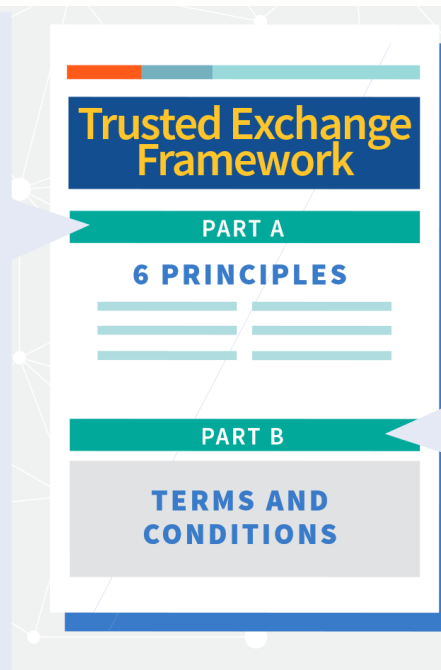 Trusted Exchange
Framework
PART A
6 PRINCIPLES
PART B
TERMS AND
CONDITIONS